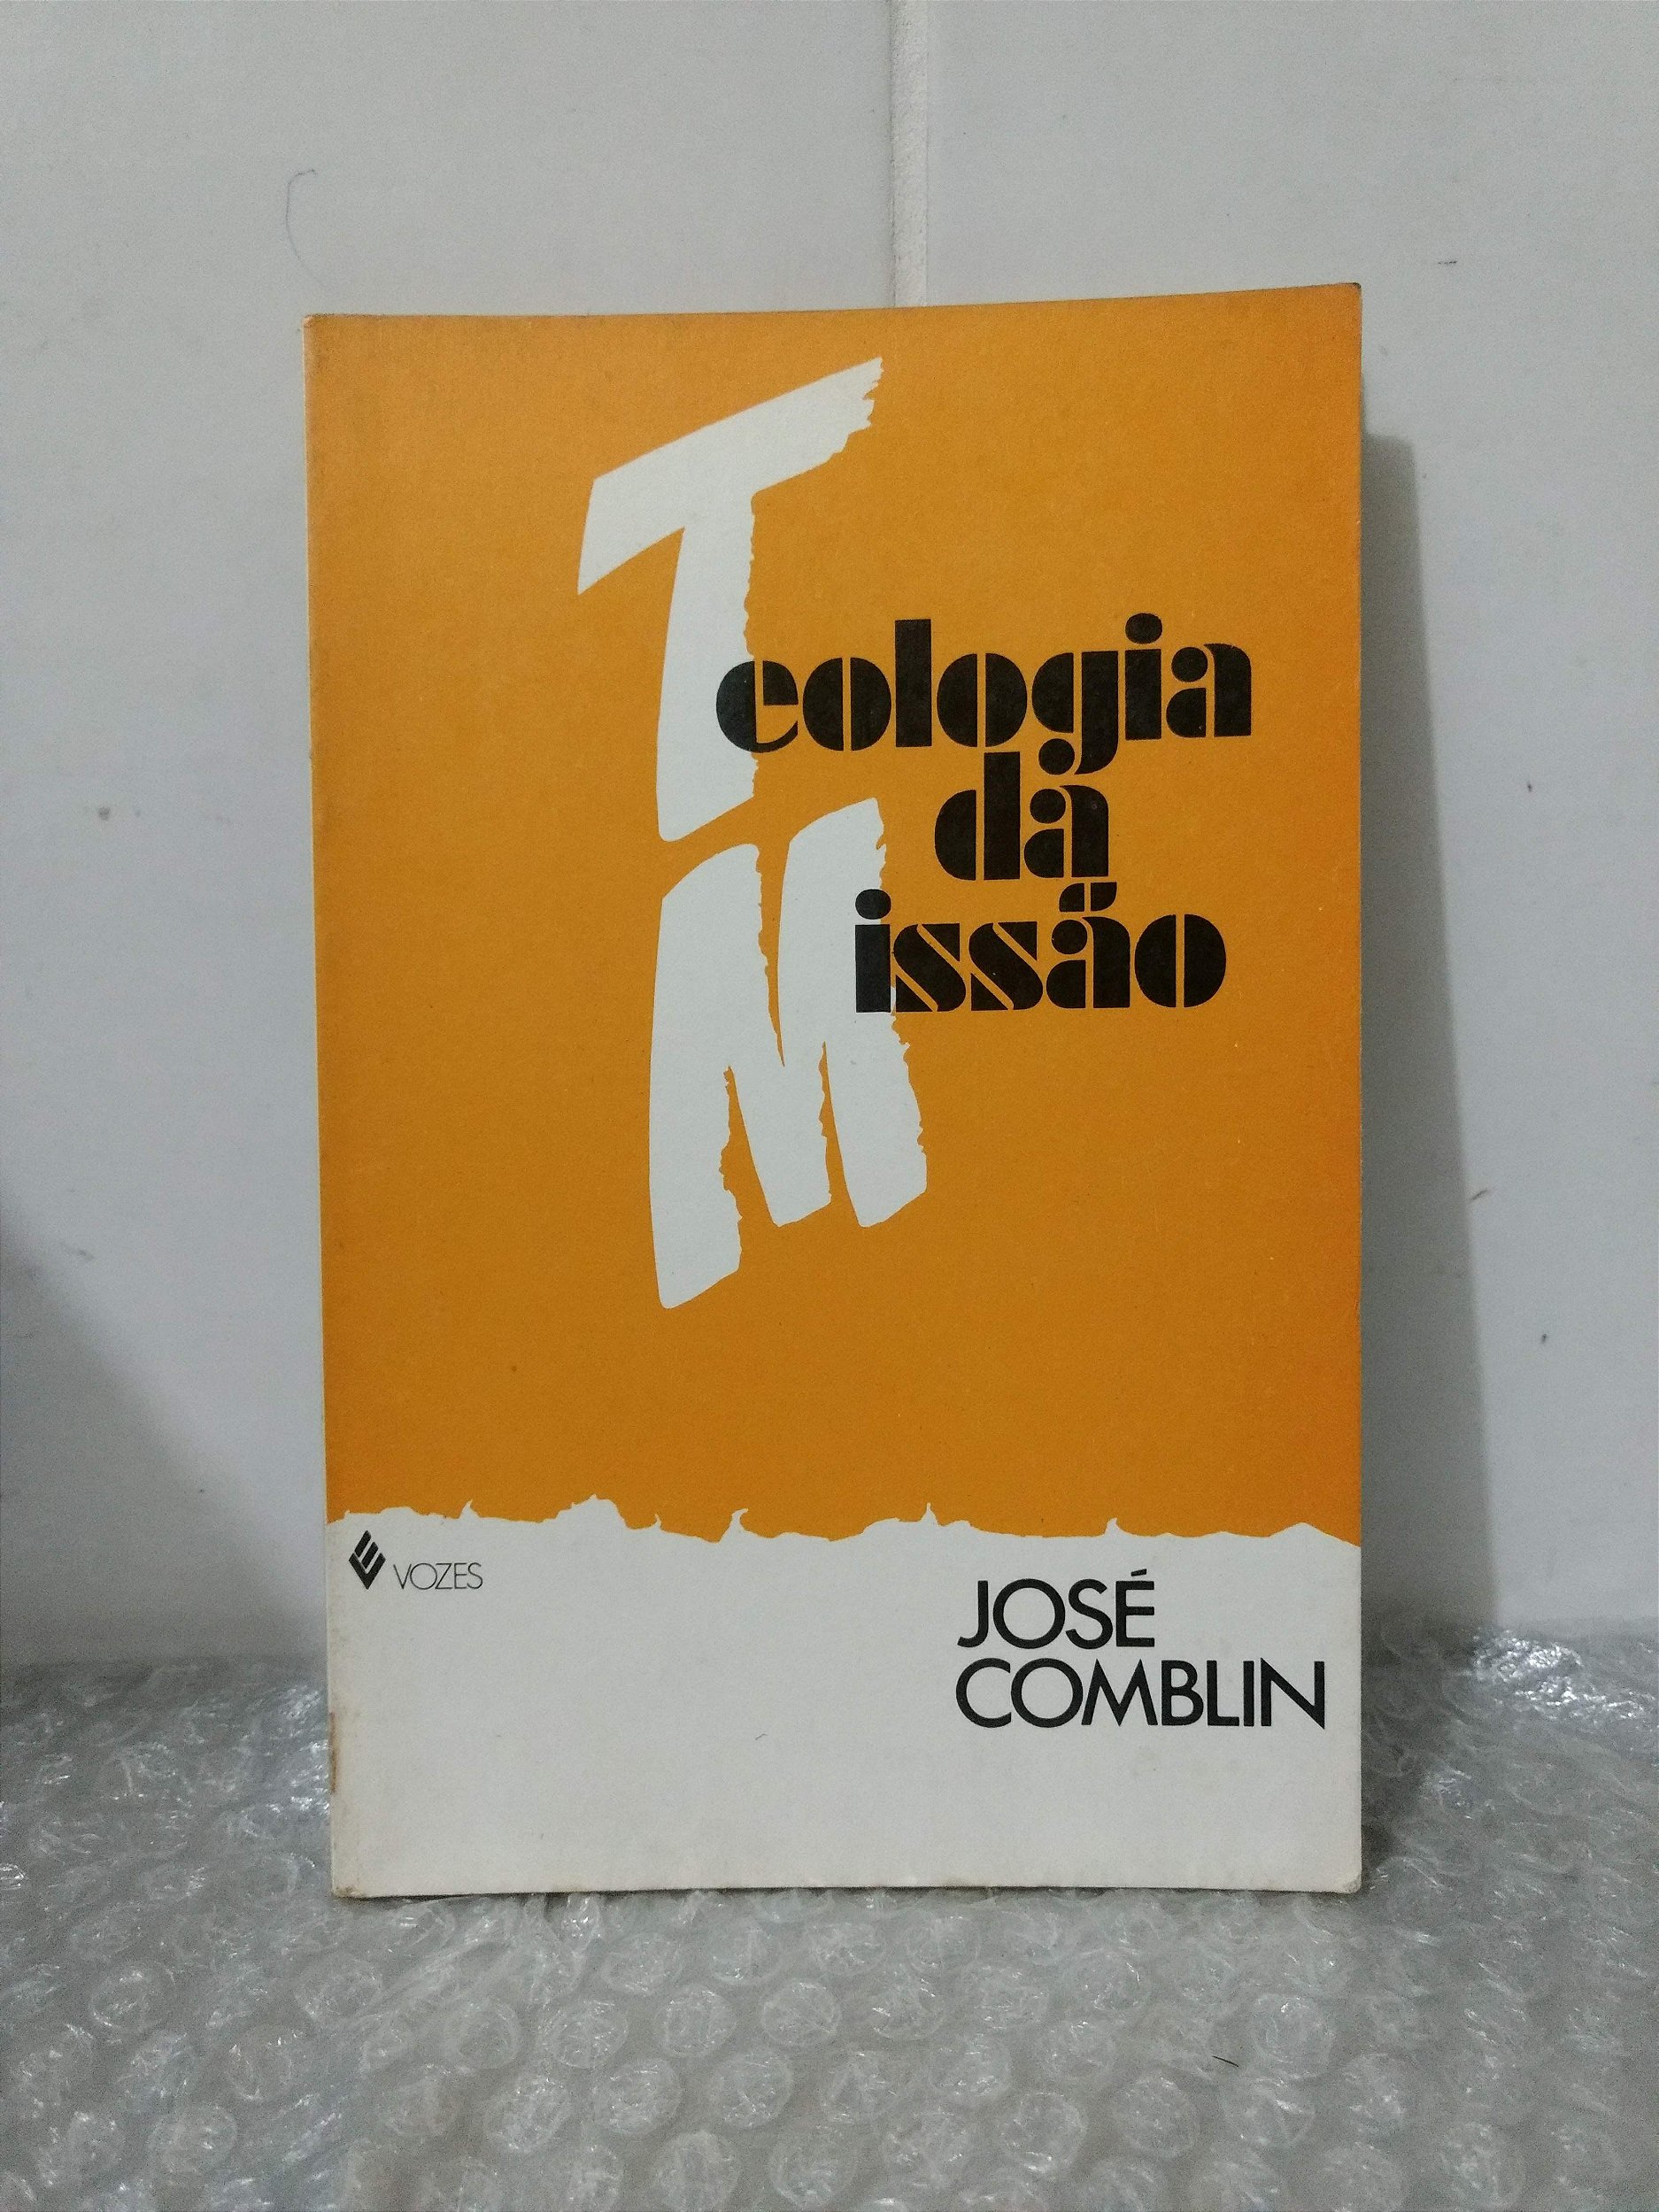 Teologia
da
Missão
VOZES
JOSÉ
COMBLIN